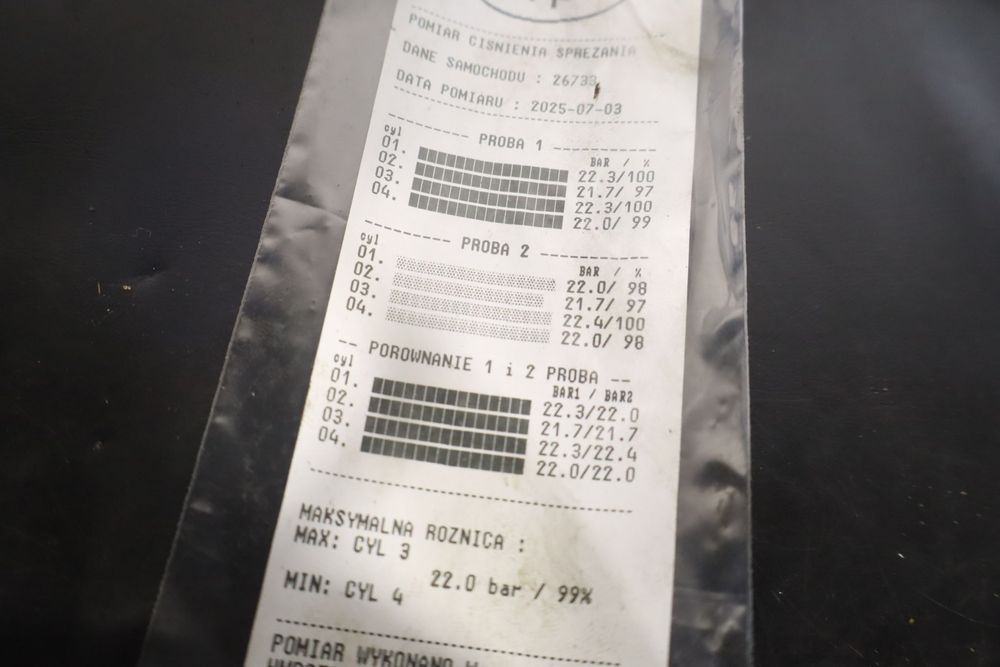 POMIAR CISNIENIA SPREZANIA
DANE SAMOCHODU : 26733
DATA POMIARU : 2025-07-03
--------- PROBA 1 ---------
cyl BAR / %
01. 22.3/100
02. 21.7/ 97
03. 22.3/100
04. 22.0/ 99
--------- PROBA 2 ---------
cyl BAR / %
01. 22.0/ 98
02. 21.7/ 97
03. 22.4/100
04. 22.0/ 98
-- POROWNANIE 1 i 2 PROBA --
cyl BAR1 / BAR2
01. 22.3/22.0
02. 21.7/21.7
03. 22.3/22.4
04. 22.0/22.0
MAKSYMALNA ROZNICA :
MAX: CYL 3
22.0 bar / 99%
MIN: CYL 4
POMIAR WYKONANO W